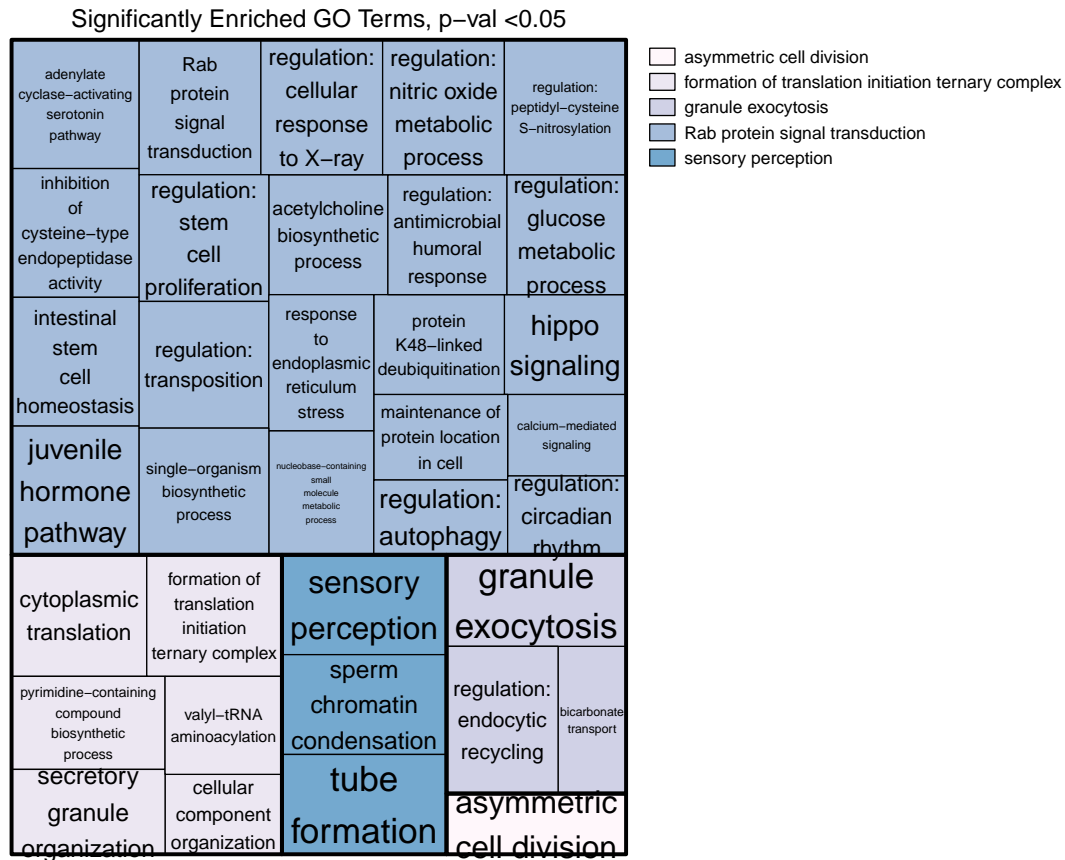 Significantly Enriched GO Terms, p−val <0.05
adenylate
cyclase−activating
serotonin
pathway
Rab
protein
signal
transduction
regulation:
cellular
response
to X−ray
regulation:
nitric oxide
metabolic
process
regulation:
peptidyl−cysteine
S−nitrosylation
inhibition
of
cysteine−type
endopeptidase
activity
regulation:
stem
cell
proliferation
acetylcholine
biosynthetic
process
regulation:
antimicrobial
humoral
response
regulation:
glucose
metabolic
process
intestinal
stem
cell
homeostasis
regulation:
transposition
response
to
endoplasmic
reticulum
stress
protein
K48−linked
deubiquitination
hippo
signaling
maintenance of
protein location
in cell
calcium−mediated
signaling
juvenile
hormone
pathway
single−organism
biosynthetic
process
nucleobase−containing
small
molecule
metabolic
process
regulation:
autophagy
regulation:
circadian
rhythm
cytoplasmic
translation
formation of
translation
initiation
ternary complex
sensory
perception
granule
exocytosis
pyrimidine−containing
compound
biosynthetic
process
valyl−tRNA
aminoacylation
sperm
chromatin
condensation
regulation:
endocytic
recycling
bicarbonate
transport
secretory
granule
organization
cellular
component
organization
tube
formation
asymmetric
cell division
asymmetric cell division
formation of translation initiation ternary complex
granule exocytosis
Rab protein signal transduction
sensory perception